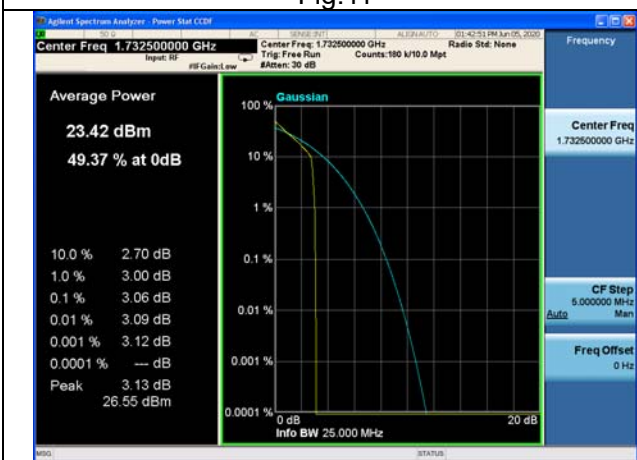 Agilent Spectrum Analyzer - Power Stat CCDF
50 Ω AC SENSE:INT ALIGN AUTO 01:42:51 PM Jun 05, 2020
Center Freq 1.732500000 GHz
Input: RF
#IFGain:Low
Center Freq: 1.732500000 GHz
Radio Std: None
Trig: Free Run
Counts:180 k/10.0 Mpt
#Atten: 30 dB
Average Power
23.42 dBm
49.37 % at 0dB
10.0 % 2.70 dB
1.0 % 3.00 dB
0.1 % 3.06 dB
0.01 % 3.09 dB
0.001 % 3.12 dB
0.0001 % --- dB
Peak 3.13 dB
26.55 dBm
100 %
Gaussian
10 %
1 %
0.1 %
0.01 %
0.001 %
0.0001 %
0 dB
20 dB
Info BW 25.000 MHz
Frequency
Center Freq
1.732500000 GHz
CF Step
5.000000 MHz
Auto Man
Freq Offset
0 Hz
MSG
STATUS